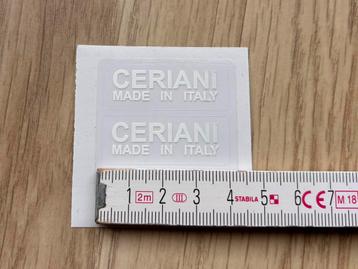 CERIANI
MADE IN ITALY
CERIANI
MADE IN ITALY
1 2m 2 3 4 STABILA 5 6 CE 7 M 18